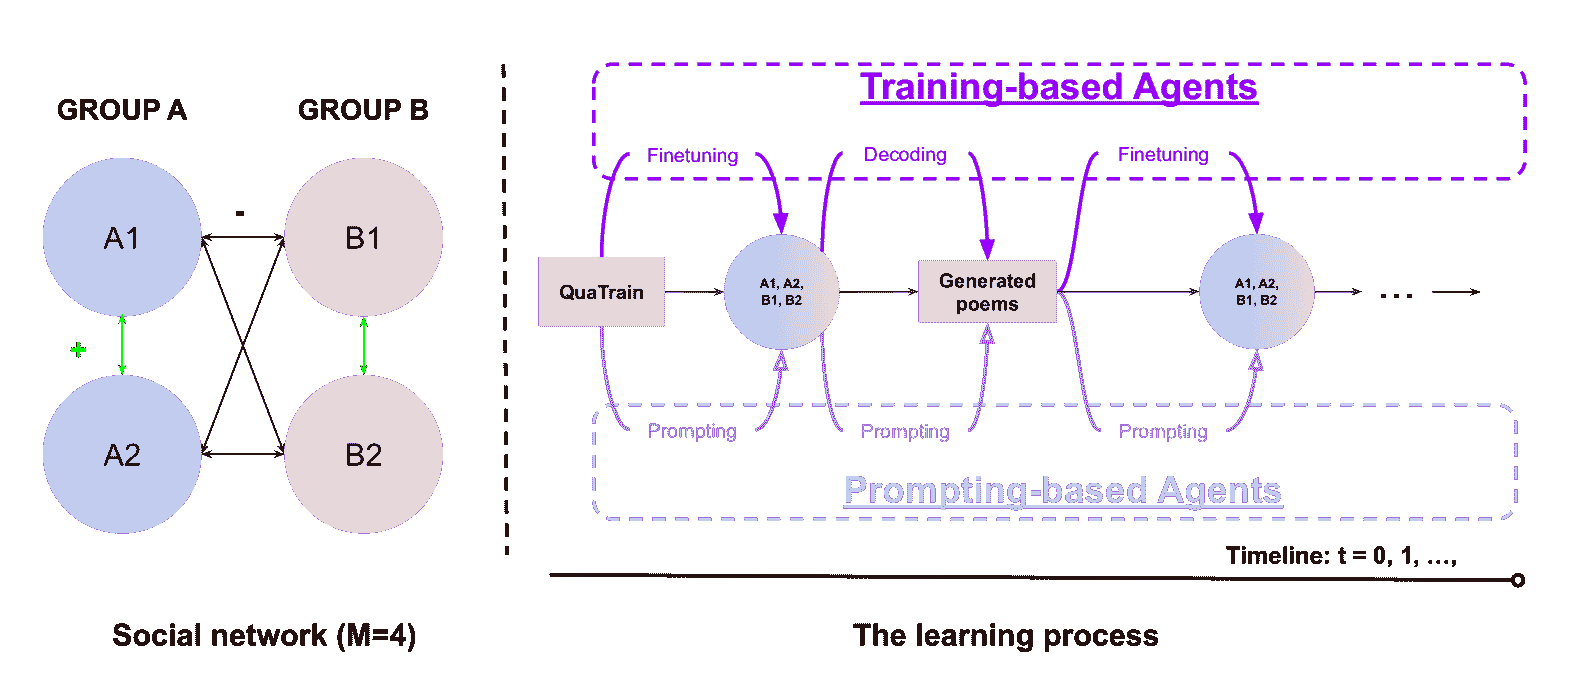 GROUP A
GROUP B
A1
-
B1
+
A2
B2
Social network (M=4)
Training-based Agents
Finetuning
Decoding
Finetuning
QuaTrain
A1, A2,
B1, B2
Generated
poems
A1, A2,
B1, B2
...
Prompting
Prompting
Prompting
Prompting-based Agents
Timeline: t = 0, 1, ...,
The learning process